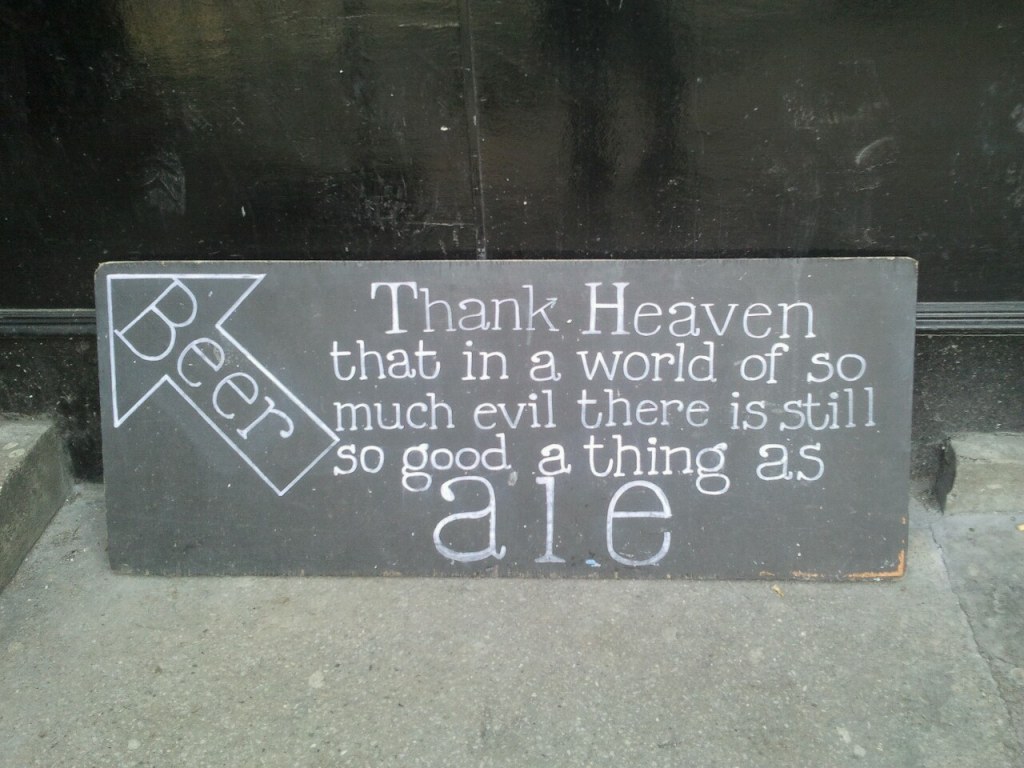 Beer
Thank Heaven
that in a world of so
much evil there is still
so good a thing as
ale